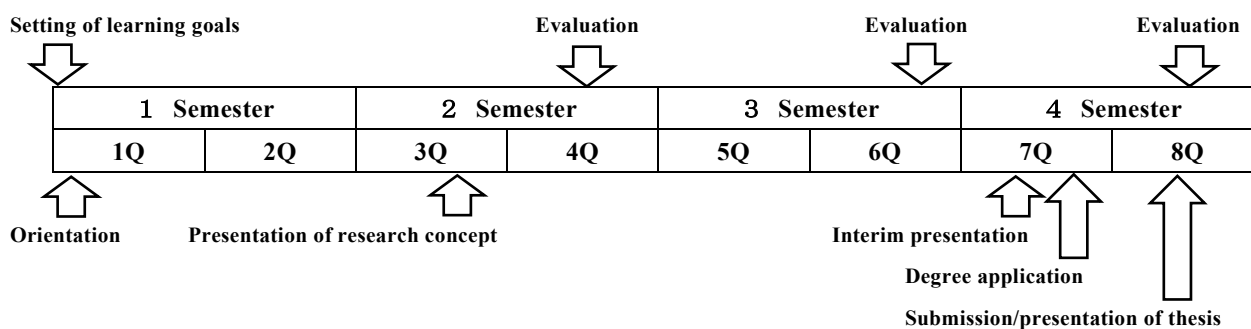 Setting of learning goals Evaluation Evaluation Evaluation
１ Semester ２ Semester ３ Semester ４ Semester
1Q 2Q 3Q 4Q 5Q 6Q 7Q 8Q
Orientation Presentation of research concept Interim presentation
Degree application
Submission/presentation of thesis